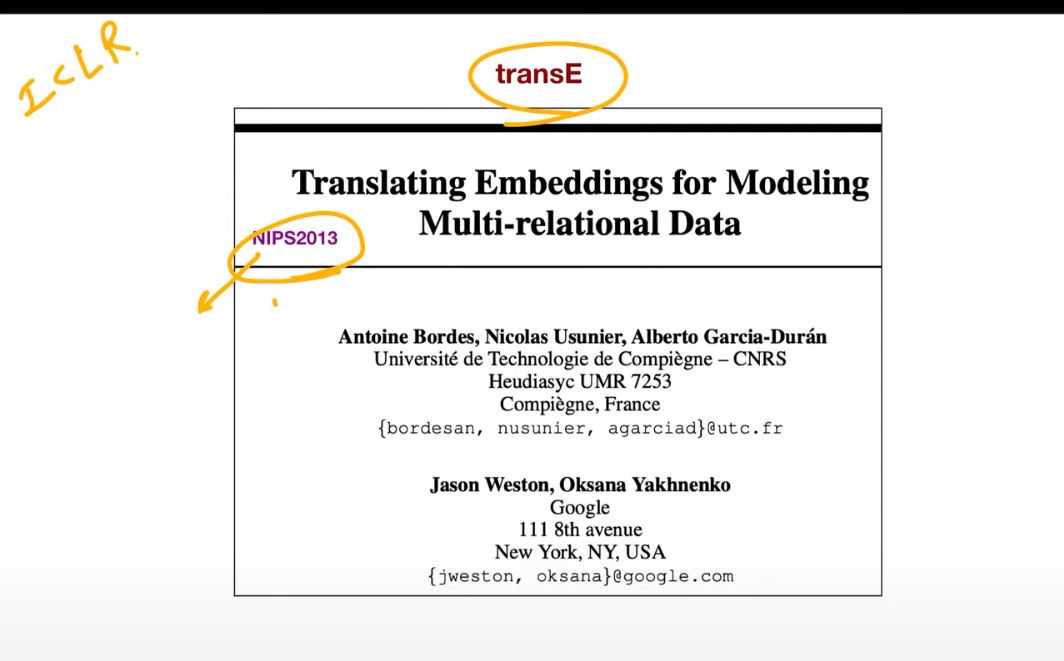 ICLR.
transE
Translating Embeddings for Modeling
Multi-relational Data
NIPS2013
Antoine Bordes, Nicolas Usunier, Alberto Garcia-Durán
Université de Technologie de Compiègne – CNRS
Heudiasyc UMR 7253
Compiègne, France
{bordesan, nusunier, agarciad}@utc.fr
Jason Weston, Oksana Yakhnenko
Google
111 8th avenue
New York, NY, USA
{jweston, oksana}@google.com